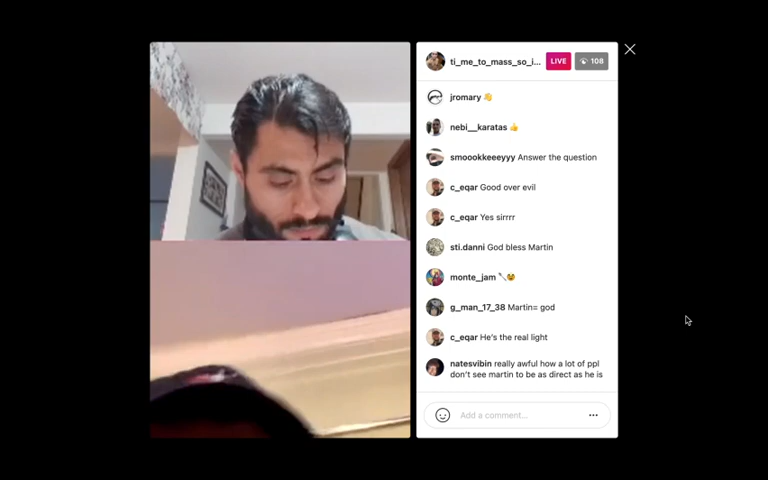 ti_me_to_mass_so_i... LIVE 108
jromary 👋
nebi__karatas 👍
smoookkeeeyyy Answer the question
c_eqar Good over evil
c_eqar Yes sirrrr
sti.danni God bless Martin
monte_jam
g_man_17_38 Martin= god
c_eqar He's the real light
natesvibin really awful how a lot of ppl
don't see martin to be as direct as he is
Add a comment...